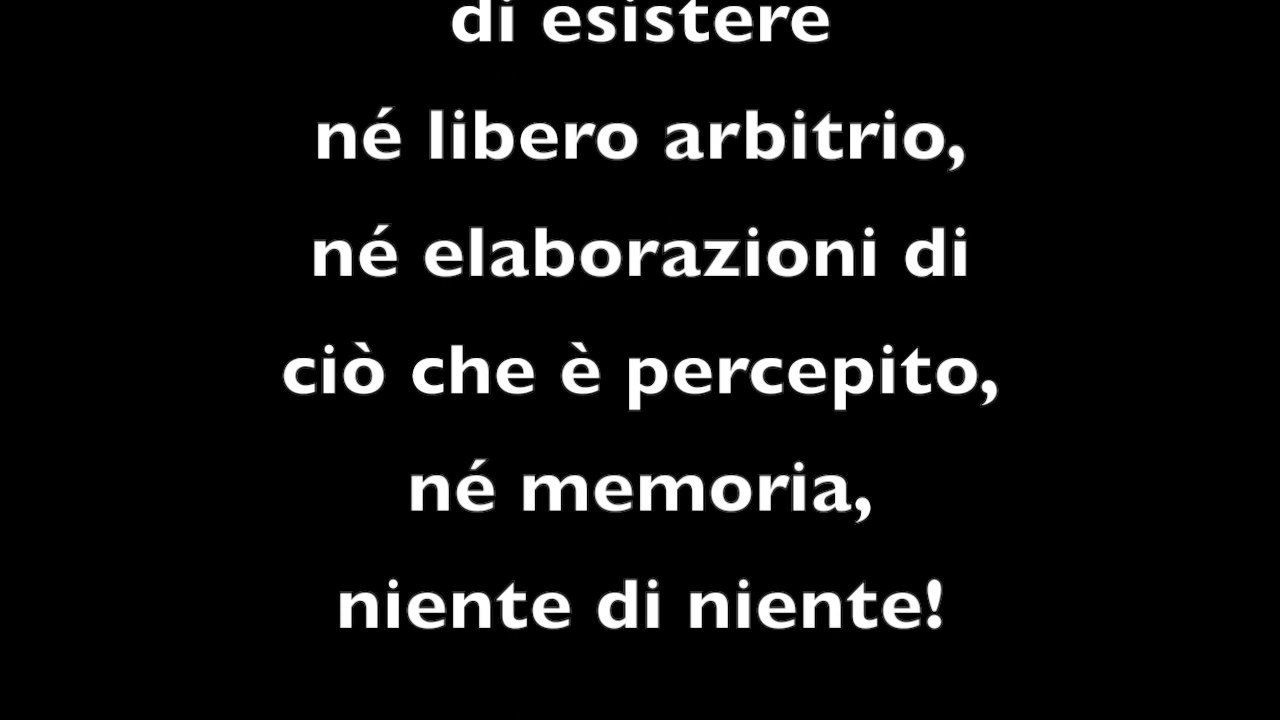 di esistere
né libero arbitrio,
né elaborazioni di
ciò che è percepito,
né memoria,
niente di niente!